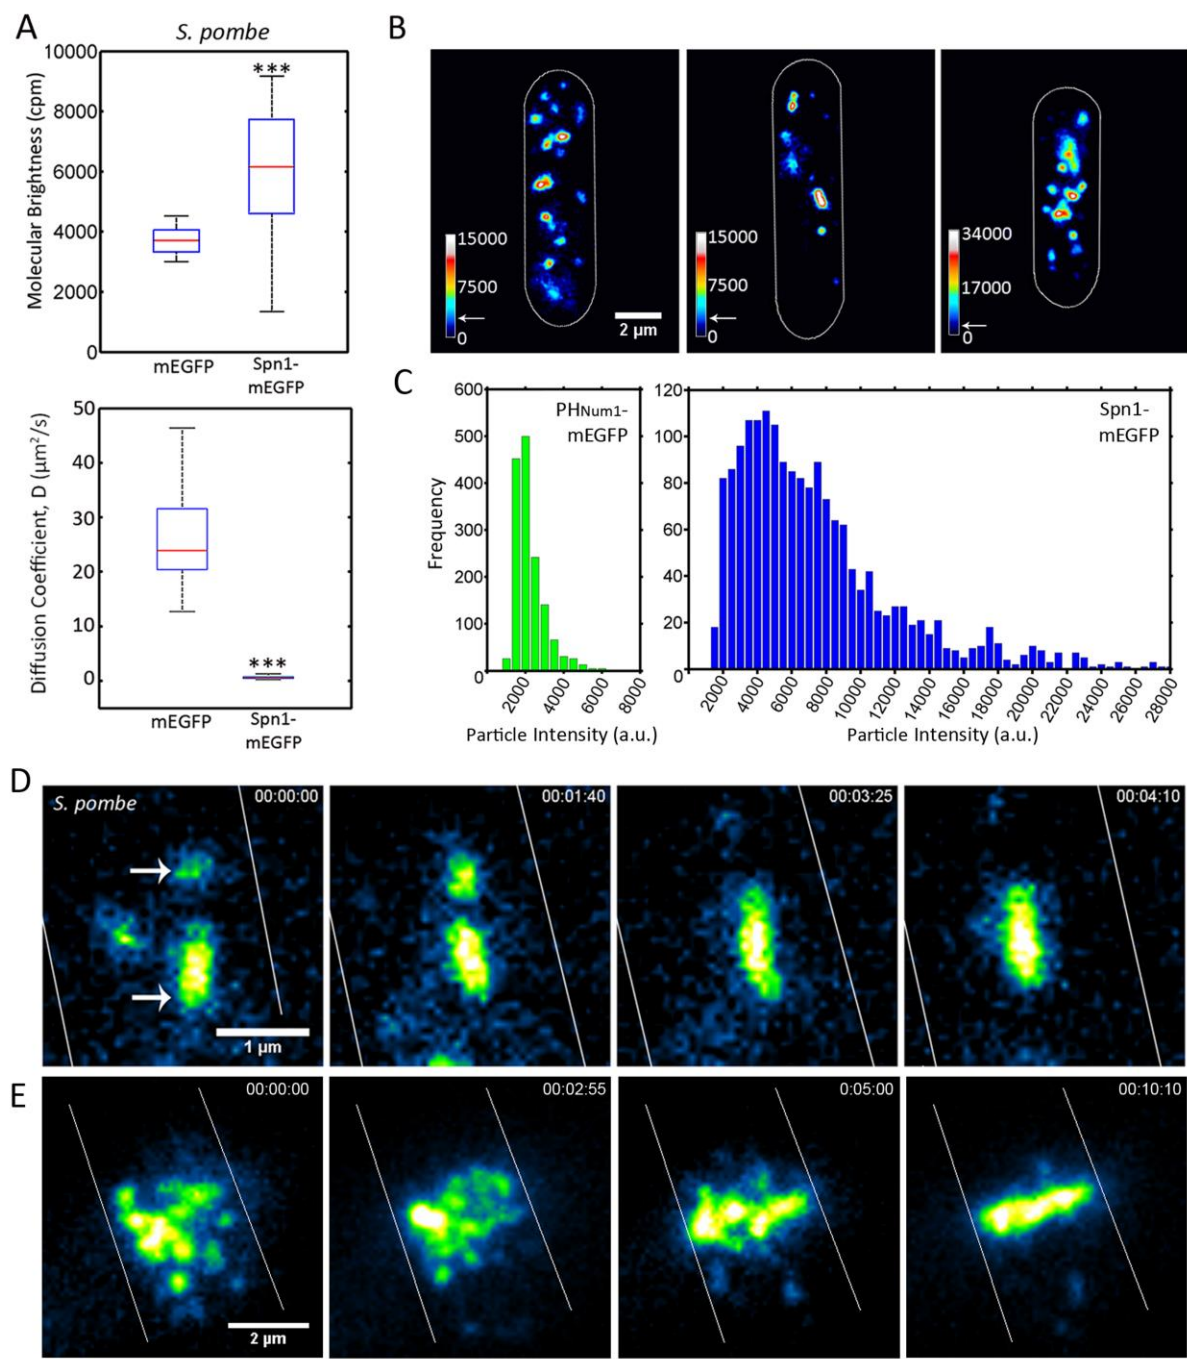 A
S. pombe
Molecular Brightness (cpm)
10000
8000
6000
4000
2000
0
***
mEGFP
Spn1-
mEGFP
Diffusion Coefficient, D (µm²/s)
50
40
30
20
10
0
***
mEGFP
Spn1-
mEGFP
B
15000
7500
0
2 µm
15000
7500
0
34000
17000
0
C
Frequency
600
500
400
300
200
100
0
PHNum1-
mEGFP
2000
4000
6000
8000
Particle Intensity (a.u.)
120
100
80
60
40
20
0
Spn1-
mEGFP
2000
4000
6000
8000
10000
12000
14000
16000
18000
20000
22000
24000
26000
28000
Particle Intensity (a.u.)
D
S. pombe
00:00:00
1 µm
00:01:40
00:03:25
00:04:10
E
00:00:00
2 µm
00:02:55
0:05:00
00:10:10